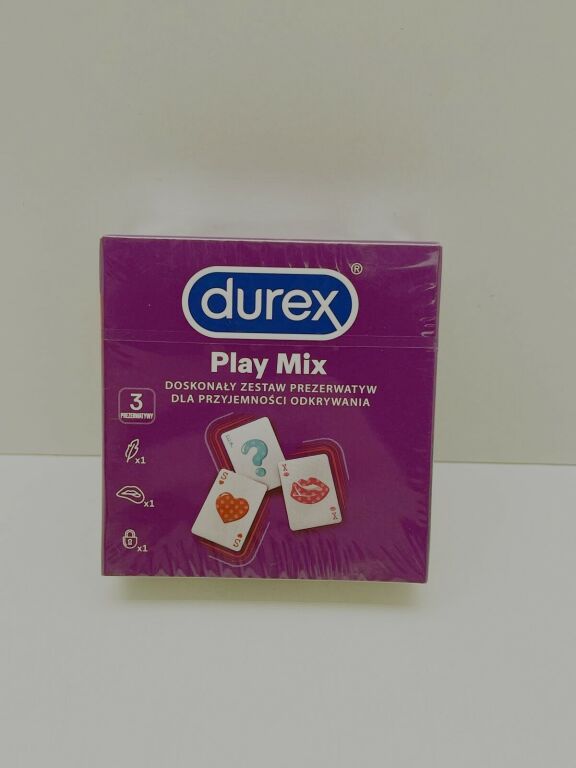 durex®
Play Mix
DOSKONAŁY ZESTAW PREZERWATYW
DLA PRZYJEMNOŚCI ODKRYWANIA
3
PREZERWATYWY
x1
x1
x1
S
S
X
X